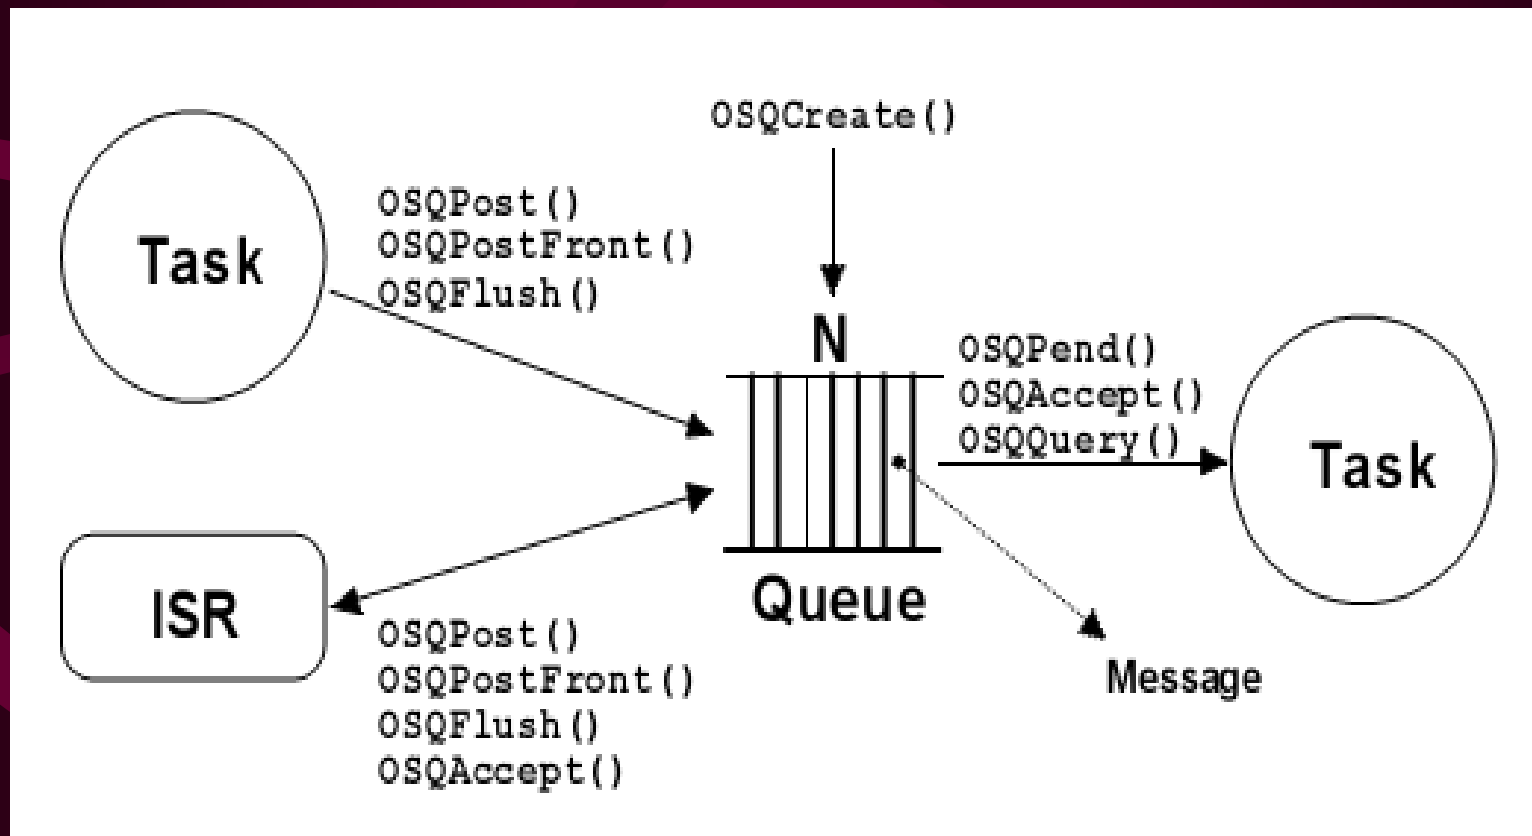 OSQCreate()
Task
OSQPost()
OSQPostFront()
OSQFlush()
N
OSQPend()
OSQAccept()
OSQQuery()
Task
Queue
ISR
OSQPost()
OSQPostFront()
OSQFlush()
OSQAccept()
Message